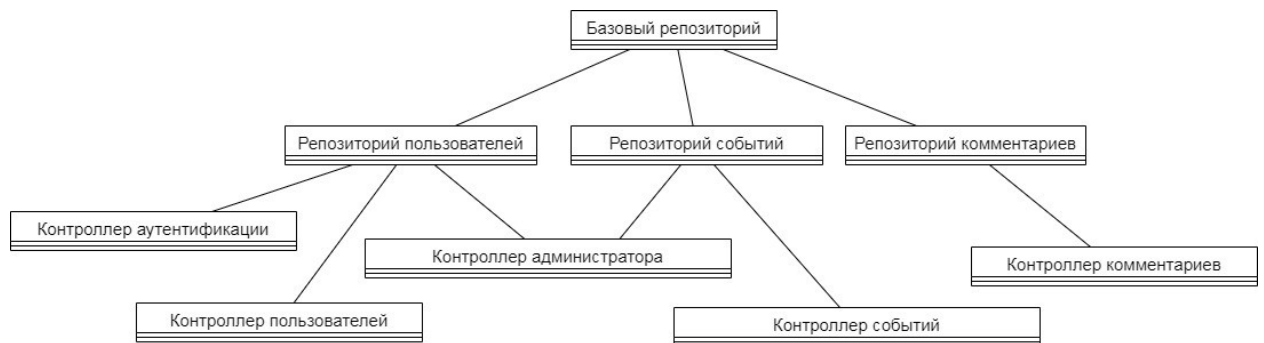 Базовый репозиторий
Репозиторий пользователей
Репозиторий событий
Репозиторий комментариев
Контроллер аутентификации
Контроллер администратора
Контроллер комментариев
Контроллер пользователей
Контроллер событий